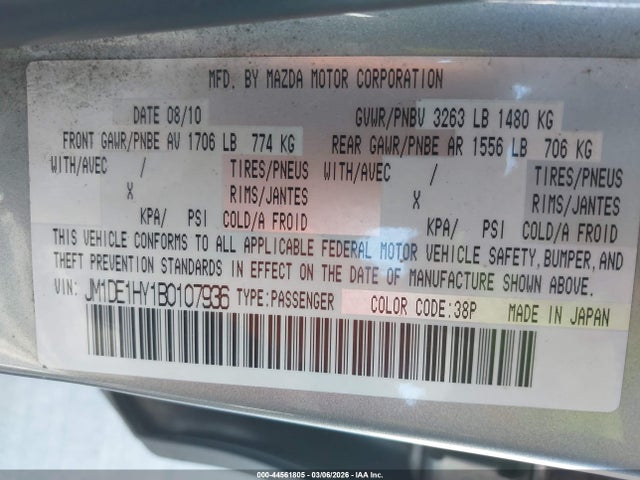 MFD. BY MAZDA MOTOR CORPORATION
DATE 08/10 GVWR/PNBV 3263 LB 1480 KG
FRONT GAWR/PNBE AV 1706 LB 774 KG REAR GAWR/PNBE AR 1556 LB 706 KG
WITH/AVEC / TIRES/PNEUS WITH/AVEC / TIRES/PNEUS
X RIMS/JANTES X RIMS/JANTES
KPA/ PSI COLD/A FROID KPA/ PSI COLD/A FROID
THIS VEHICLE CONFORMS TO ALL APPLICABLE FEDERAL MOTOR VEHICLE SAFETY, BUMPER, AND
THEFT PREVENTION STANDARDS IN EFFECT ON THE DATE OF MANUFACTURE SHOWN ABOVE.
VIN: JM1DE1HY1B0107936 TYPE:PASSENGER COLOR CODE:38P MADE IN JAPAN
000-44561805 - 03/06/2026 - IAA Inc.